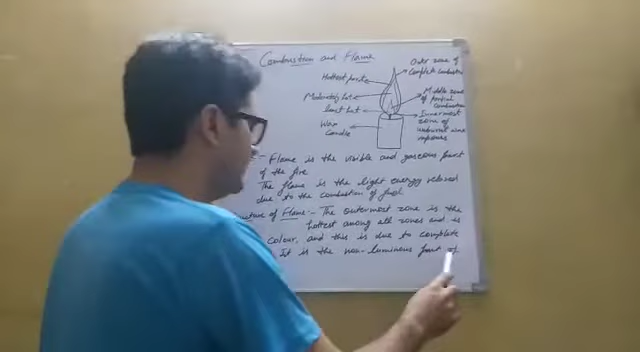 Combustion and Flame
Outer zone of
complete combustion
Hottest part
Moderately hot
Middle zone
of partial
combustion
least hot
Innermost
zone of
unburnt wax
vapours
Wax
Candle
:- Flame is the visible and gaseous part
of the fire
The flame is the light energy released
due to the combustion of fuel
ucture of Flame :- The outermost zone is the
hottest among all zones and is
colour, and this is due to complete
It is the non-luminous part of